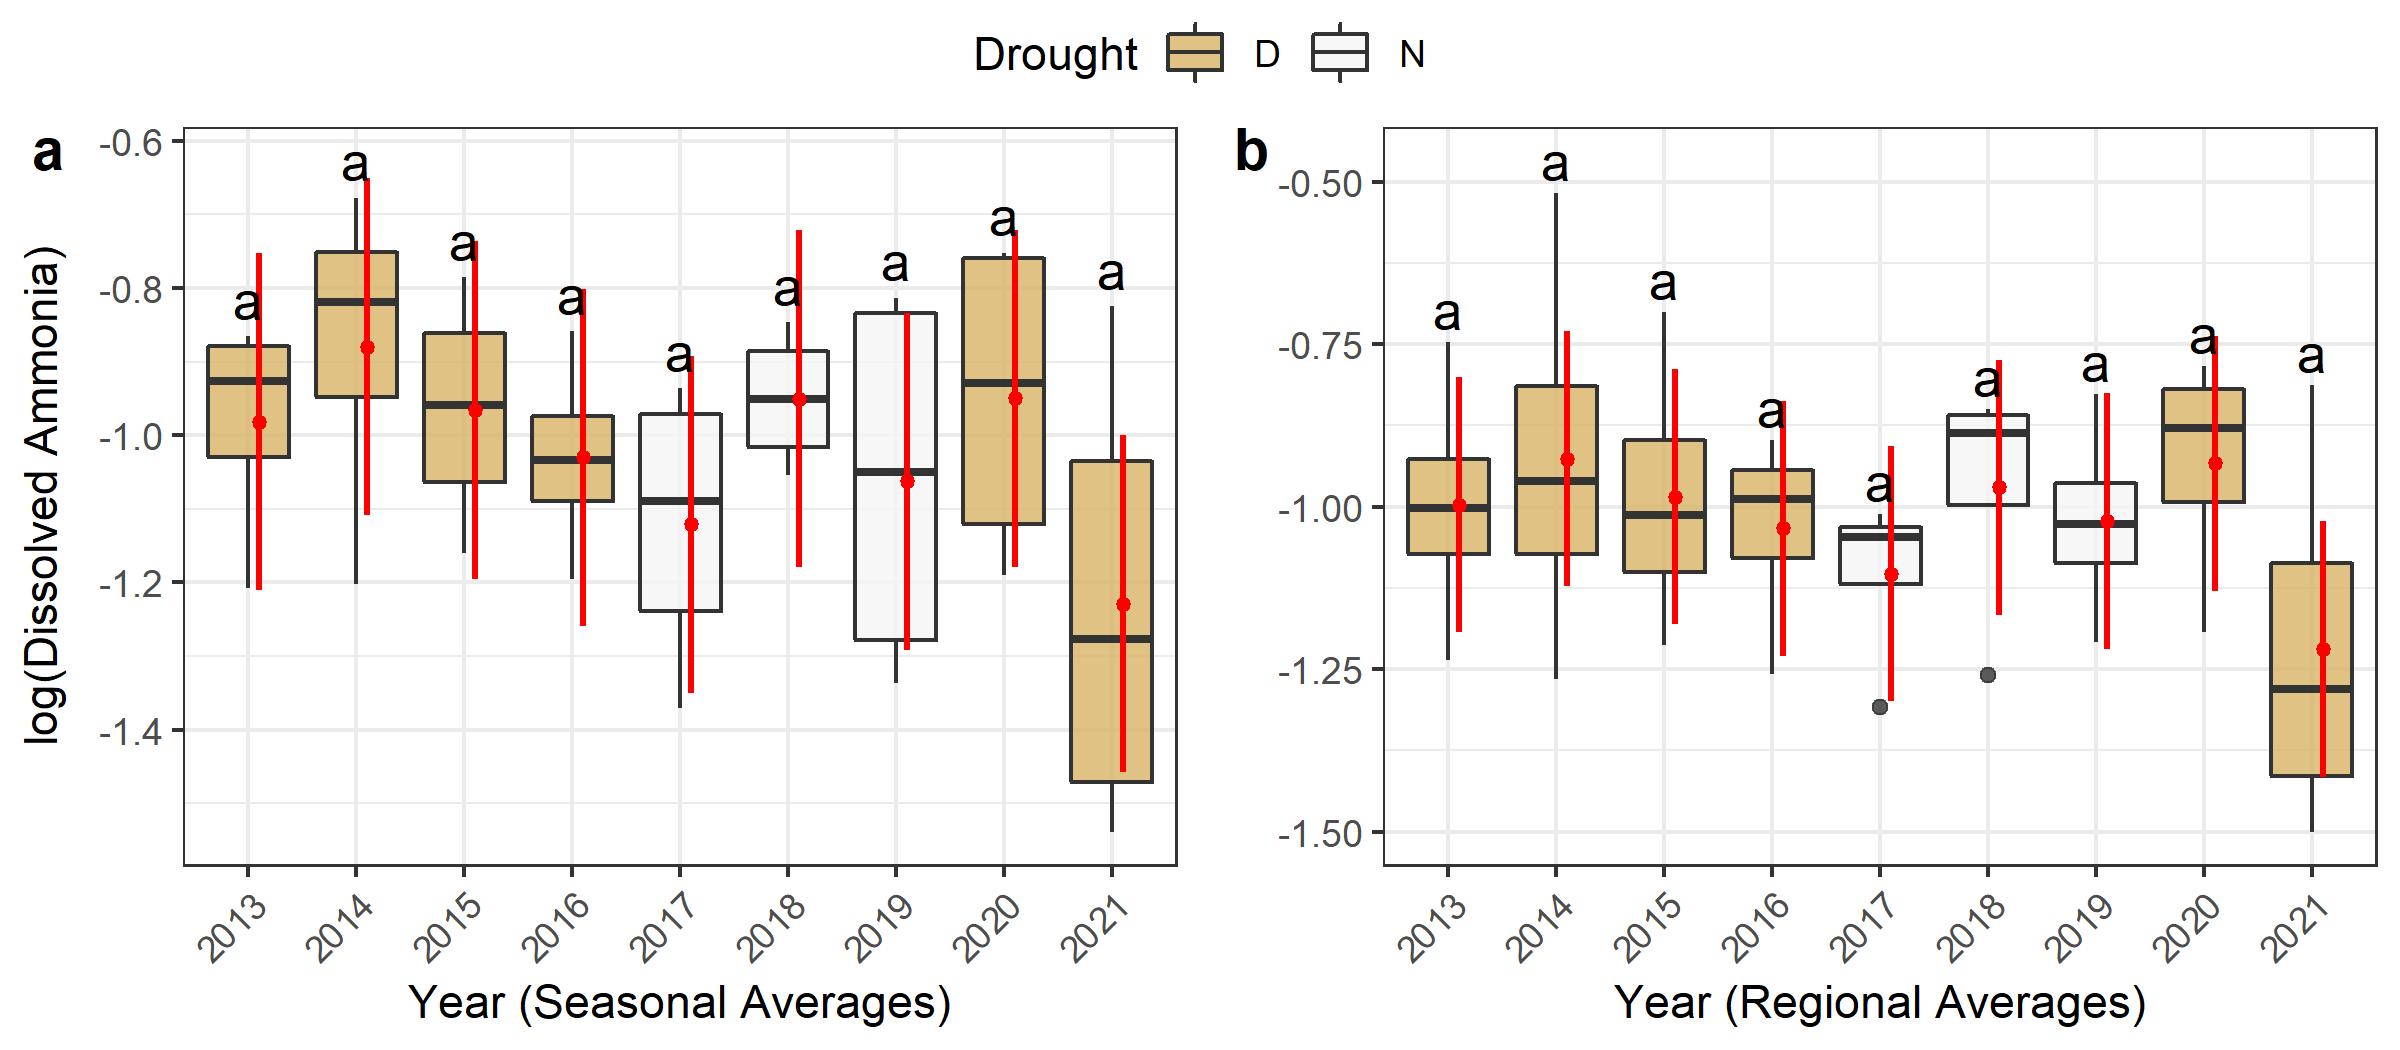 Drought D N
a
-0.6
-0.8
-1.0
-1.2
-1.4
log(Dissolved Ammonia)
a a a a a a a a a
2013 2014 2015 2016 2017 2018 2019 2020 2021
Year (Seasonal Averages)
b
-0.50
-0.75
-1.00
-1.25
-1.50
a a a a a a a a a
2013 2014 2015 2016 2017 2018 2019 2020 2021
Year (Regional Averages)